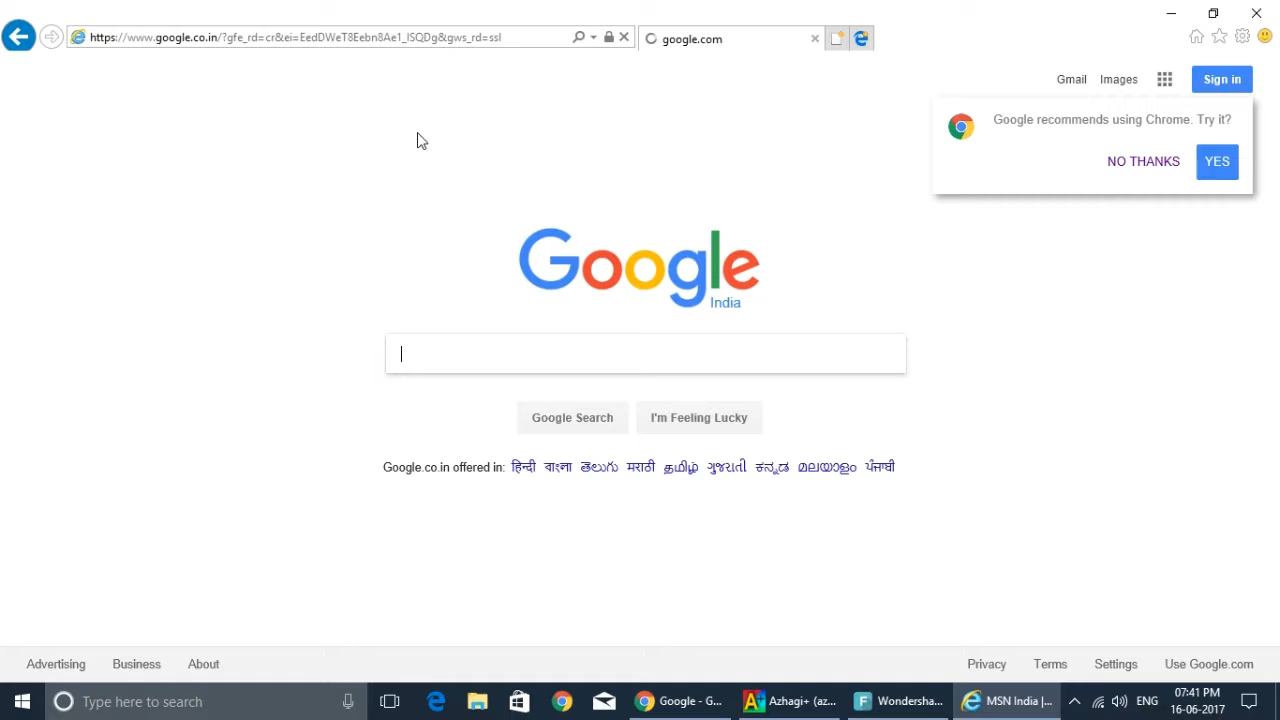 https://www.google.co.in/?gfe_rd=cr&ei=EedDWeT8Eebn8Ae1_ISQDg&gws_rd=ssl
google.com
Gmail Images Sign in
Google recommends using Chrome. Try it?
NO THANKS YES
Google
India
Google Search I'm Feeling Lucky
Google.co.in offered in: हिन्दी বাংলা తెలుగు मराठी தமிழ் ગુજરાતી ಕನ್ನಡ മലയാളം ਪੰਜਾਬੀ
Advertising Business About Privacy Terms Settings Use Google.com
Type here to search Google - G... Azhagi+ (az... Wondersha... MSN India |... ENG 07:41 PM
16-06-2017